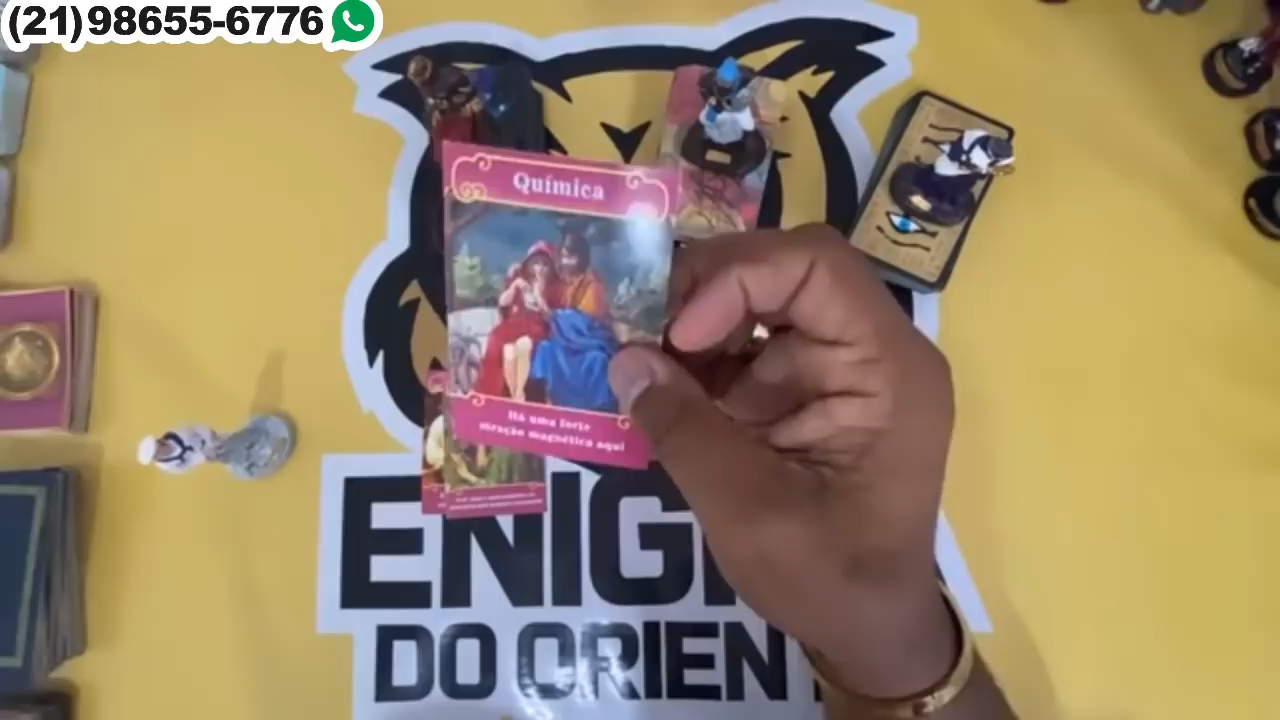 (21)98655-6776
Química
Há uma forte
atração magnética aqui
ENIG
DO ORIEN